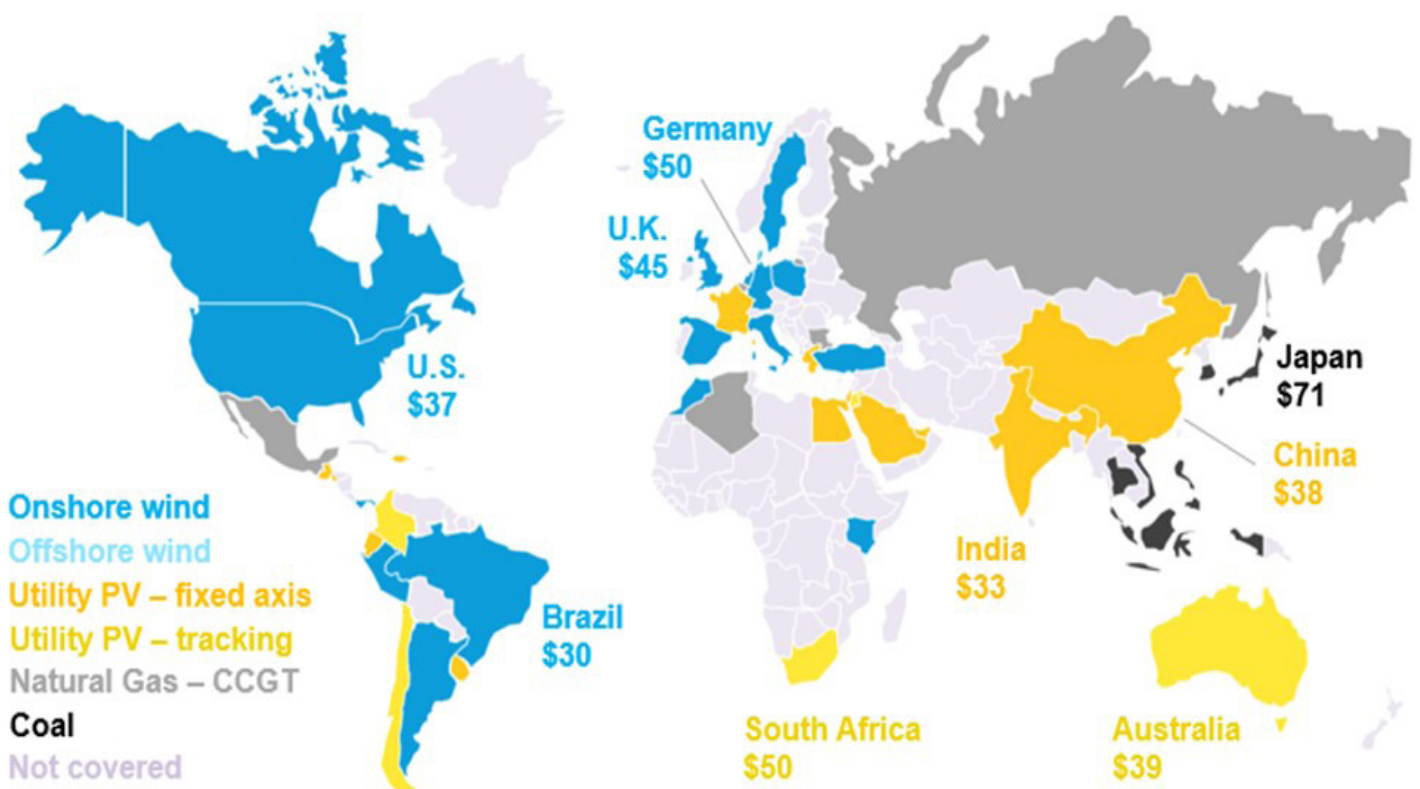 Germany
$50
U.K.
$45
U.S.
$37
Japan
$71
China
$38
Onshore wind
Offshore wind
Utility PV – fixed axis
Utility PV – tracking
Natural Gas – CCGT
Coal
Not covered
India
$33
Brazil
$30
South Africa
$50
Australia
$39